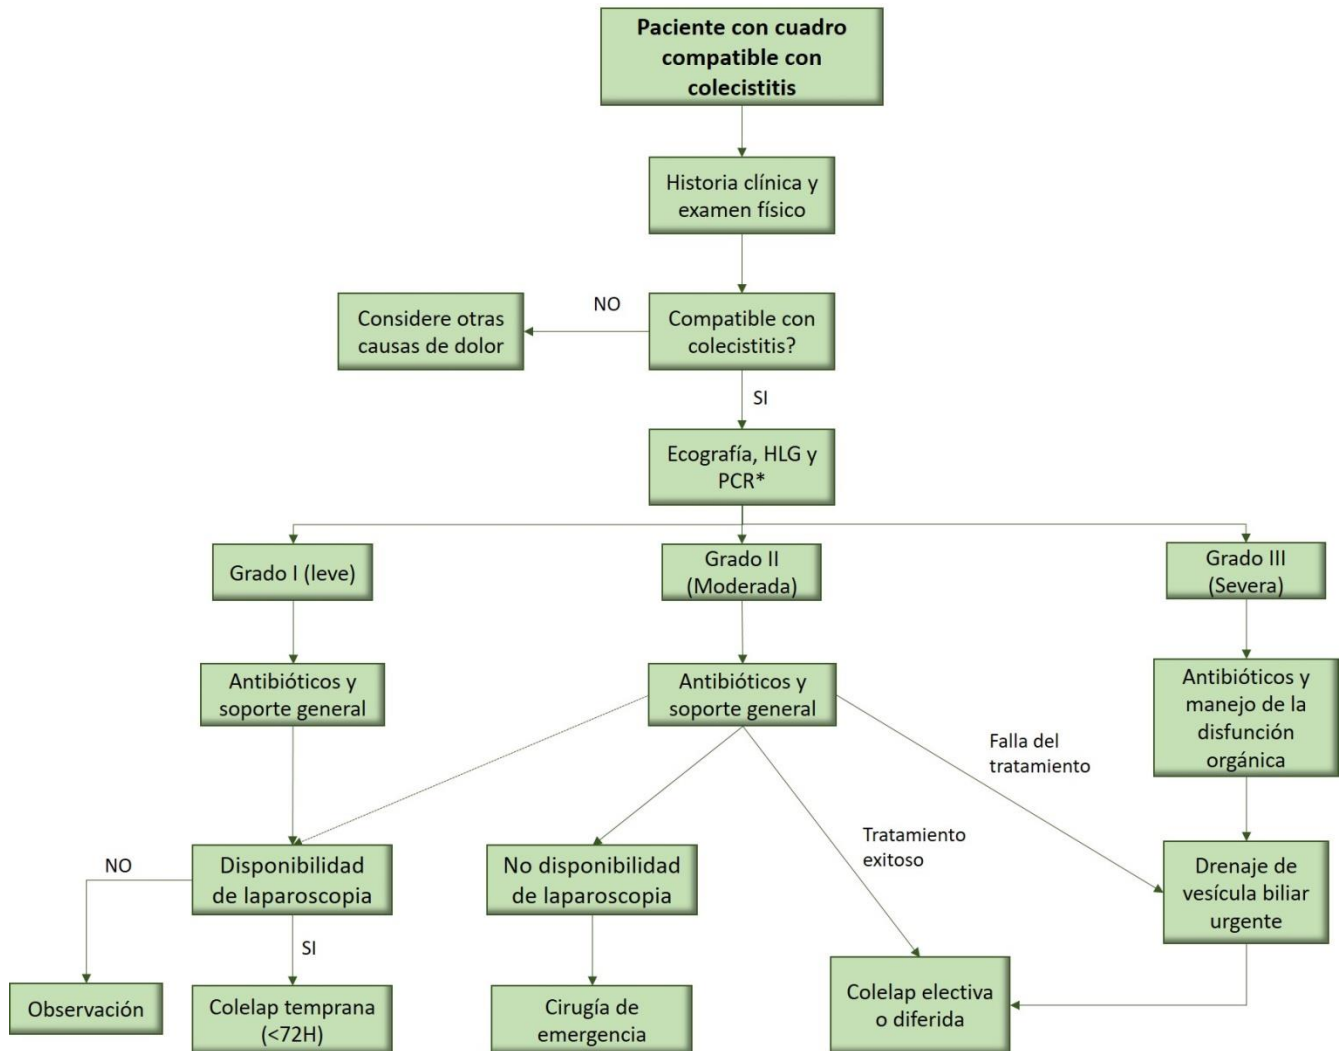 Paciente con cuadro
compatible con
colecistitis
Historia clínica y
examen físico
NO
Considere otras
causas de dolor
Compatible con
colecistitis?
SI
Ecografía, HLG y
PCR*
Grado I (leve)
Grado II
(Moderada)
Grado III
(Severa)
Antibióticos y
soporte general
Antibióticos y
soporte general
Antibióticos y
manejo de la
disfunción
orgánica
Falla del
tratamiento
Tratamiento
exitoso
NO
Disponibilidad
de laparoscopia
No disponibilidad
de laparoscopia
Drenaje de
vesícula biliar
urgente
SI
Observación
Colelap temprana
(<72H)
Cirugía de
emergencia
Colelap electiva
o diferida